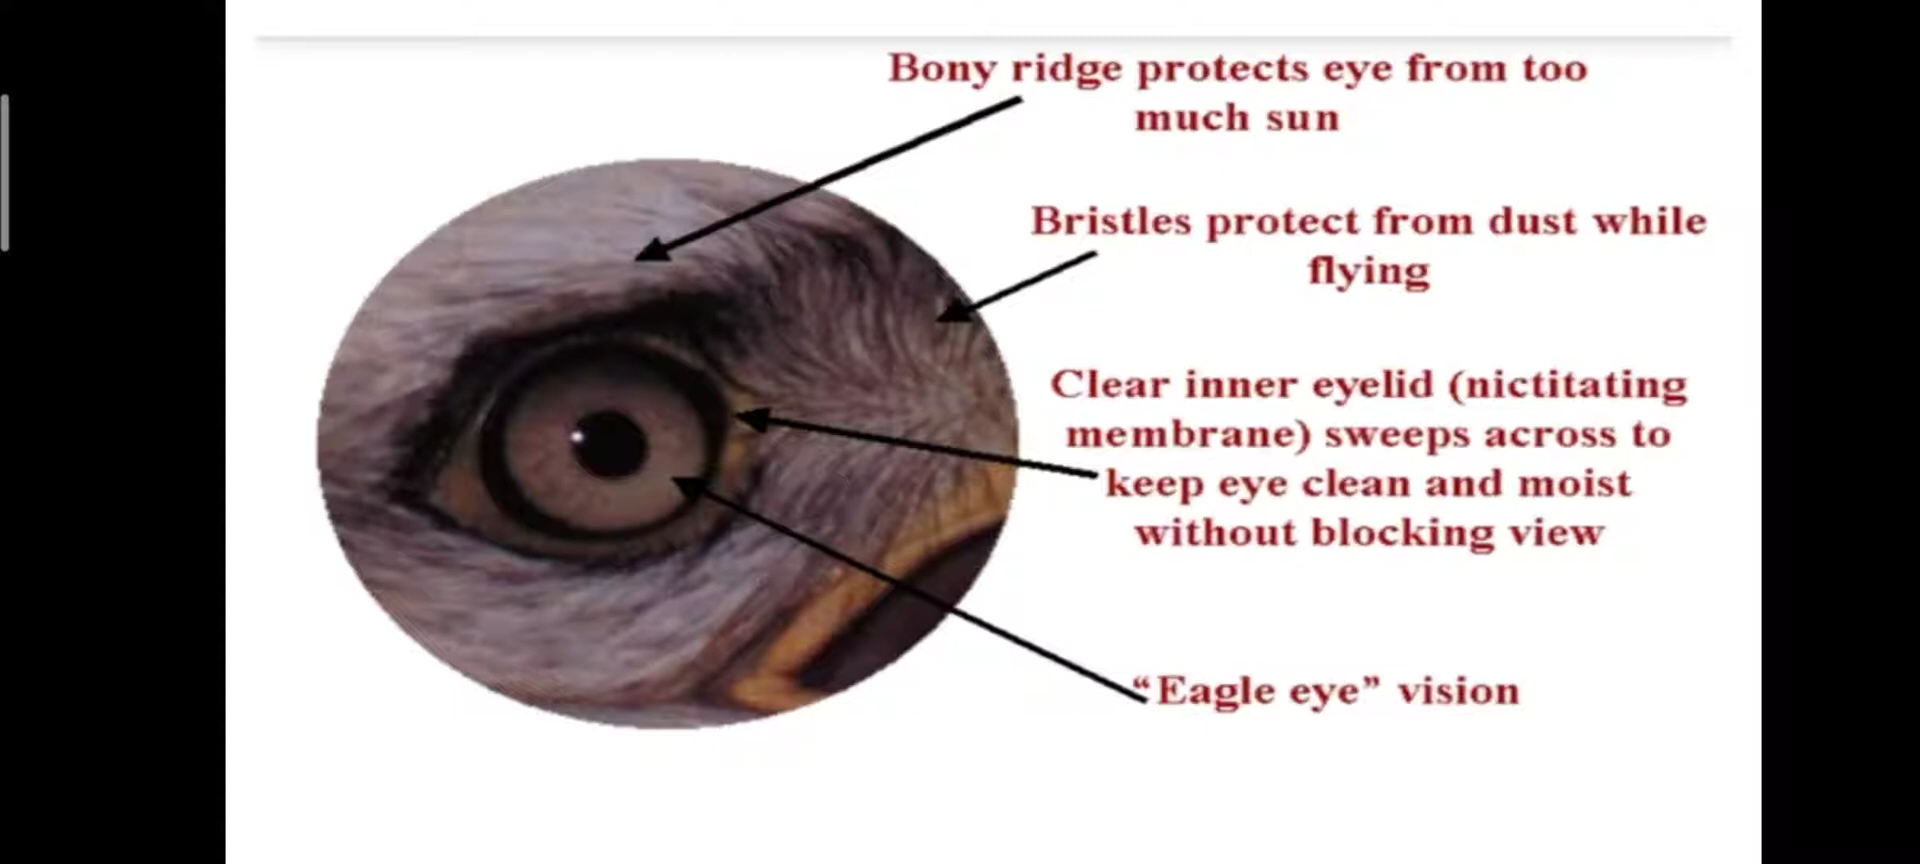 Bony ridge protects eye from too
much sun
Bristles protect from dust while
flying
Clear inner eyelid (nictitating
membrane) sweeps across to
keep eye clean and moist
without blocking view
“Eagle eye” vision